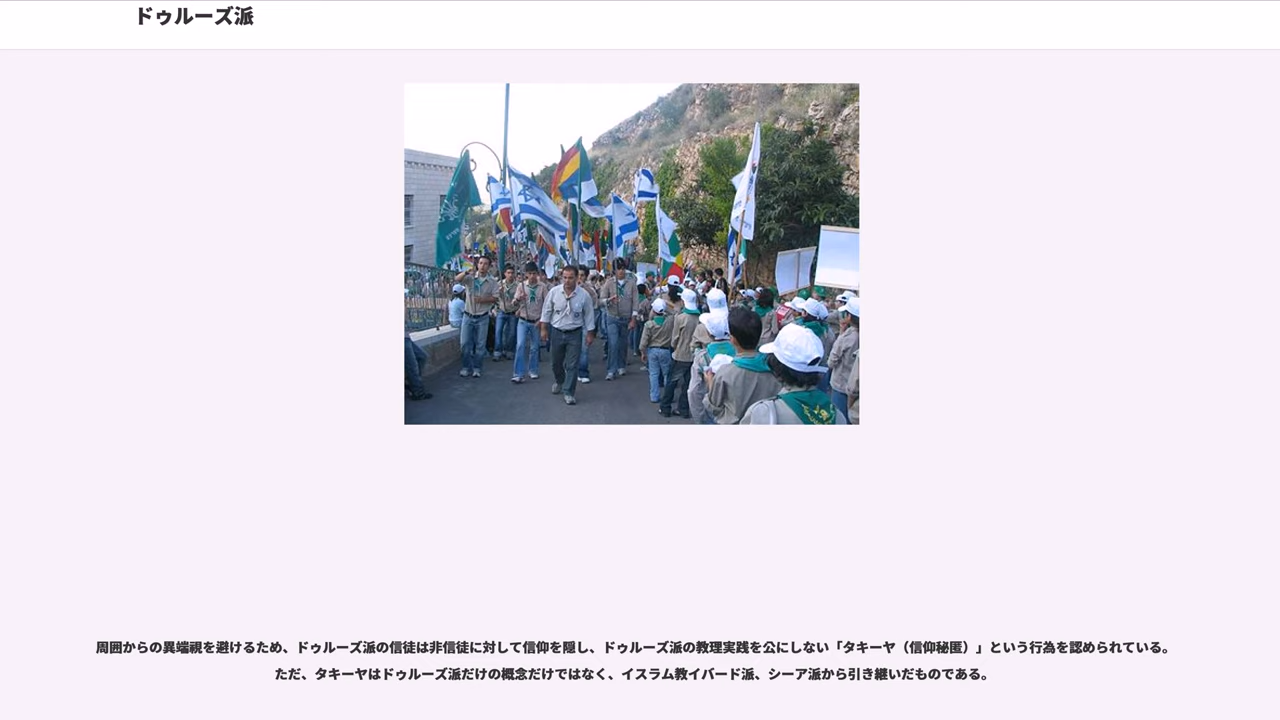 ドゥルーズ派
周囲からの異端視を避けるため、ドゥルーズ派の信徒は非信徒に対して信仰を隠し、ドゥルーズ派の教理実践を公にしない「タキーヤ（信仰秘匿）」という行為を認められている。
ただ、タキーヤはドゥルーズ派だけの概念だけではなく、イスラム教イバード派、シーア派から引き継いだものである。